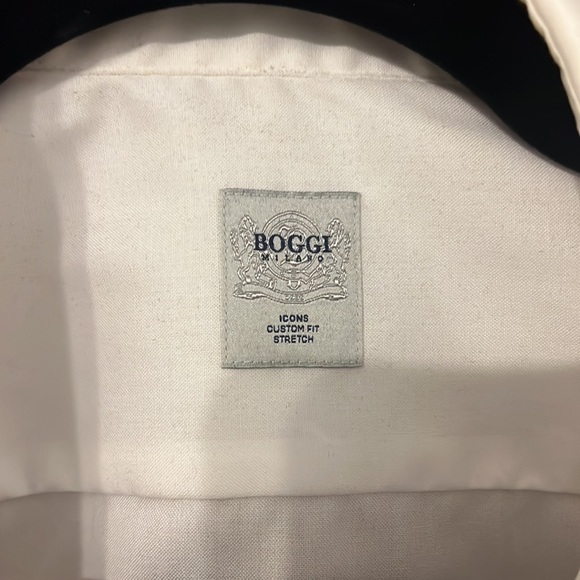 BOGGI
MILANO
ICONS
CUSTOM FIT
STRETCH